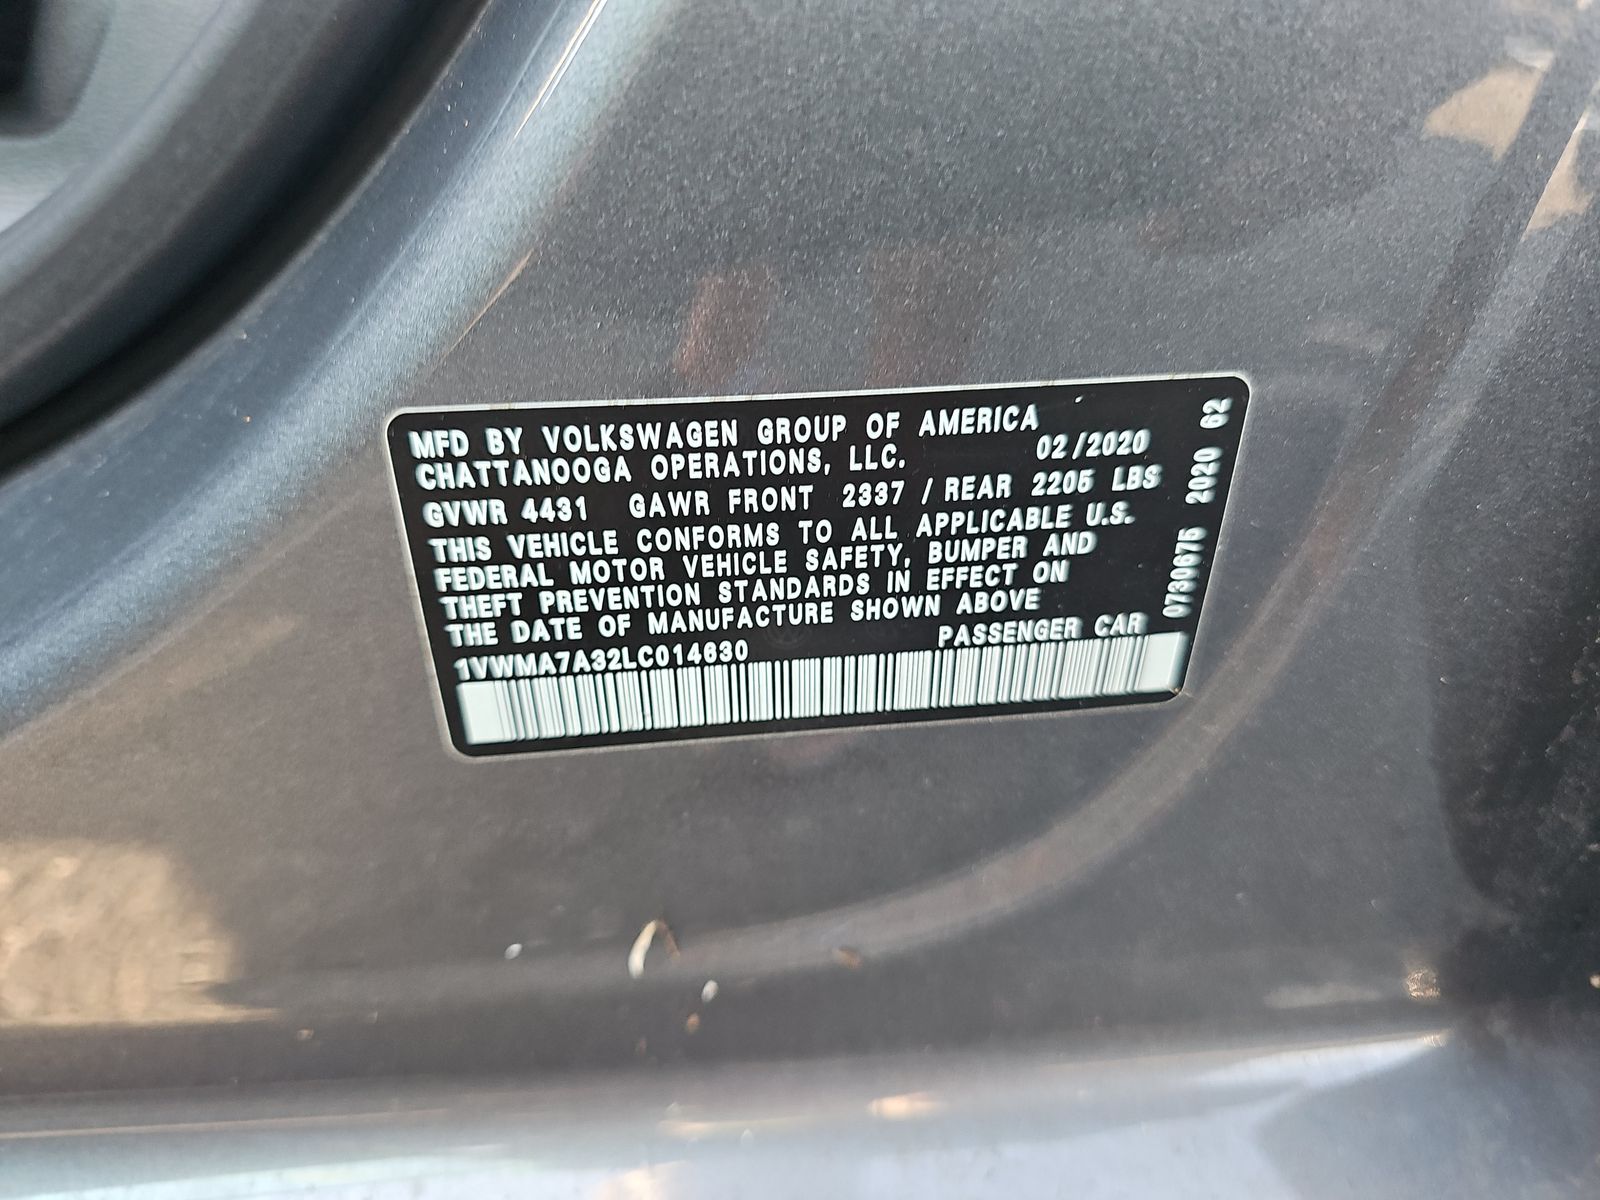 MFD BY VOLKSWAGEN GROUP OF AMERICA
CHATTANOOGA OPERATIONS, LLC. 02/2020
GVWR 4431 GAWR FRONT 2337 / REAR 2205 LBS
THIS VEHICLE CONFORMS TO ALL APPLICABLE U.S.
FEDERAL MOTOR VEHICLE SAFETY, BUMPER AND
THEFT PREVENTION STANDARDS IN EFFECT ON
THE DATE OF MANUFACTURE SHOWN ABOVE
1VWMA7A32LC014630 PASSENGER CAR
0730675 2020 62